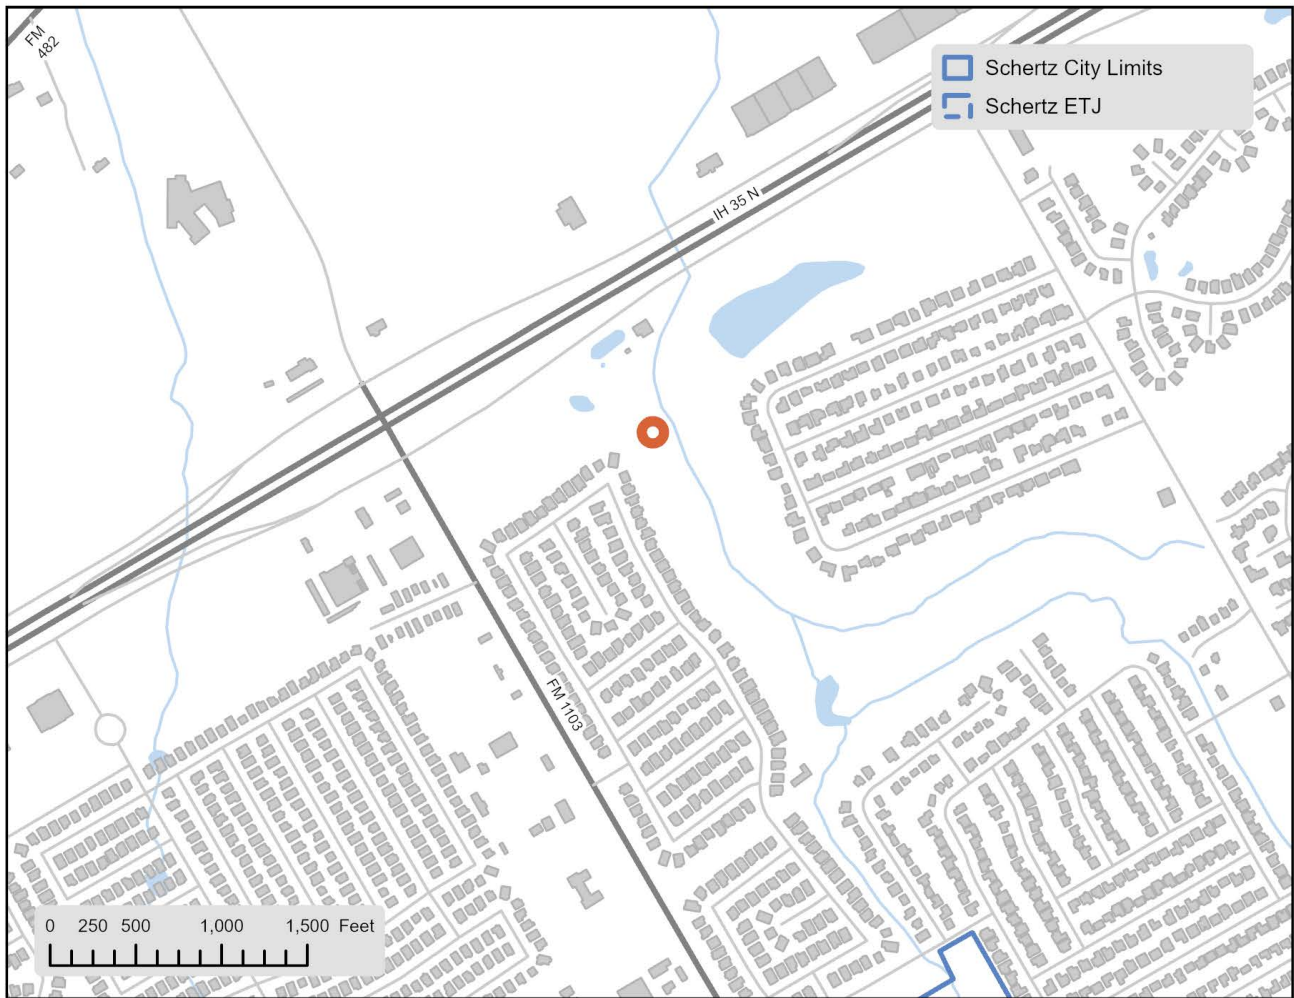 FM
482
Schertz City Limits
Schertz ETJ
IH 35 N
FM 1103
0 250 500 1,000 1,500 Feet